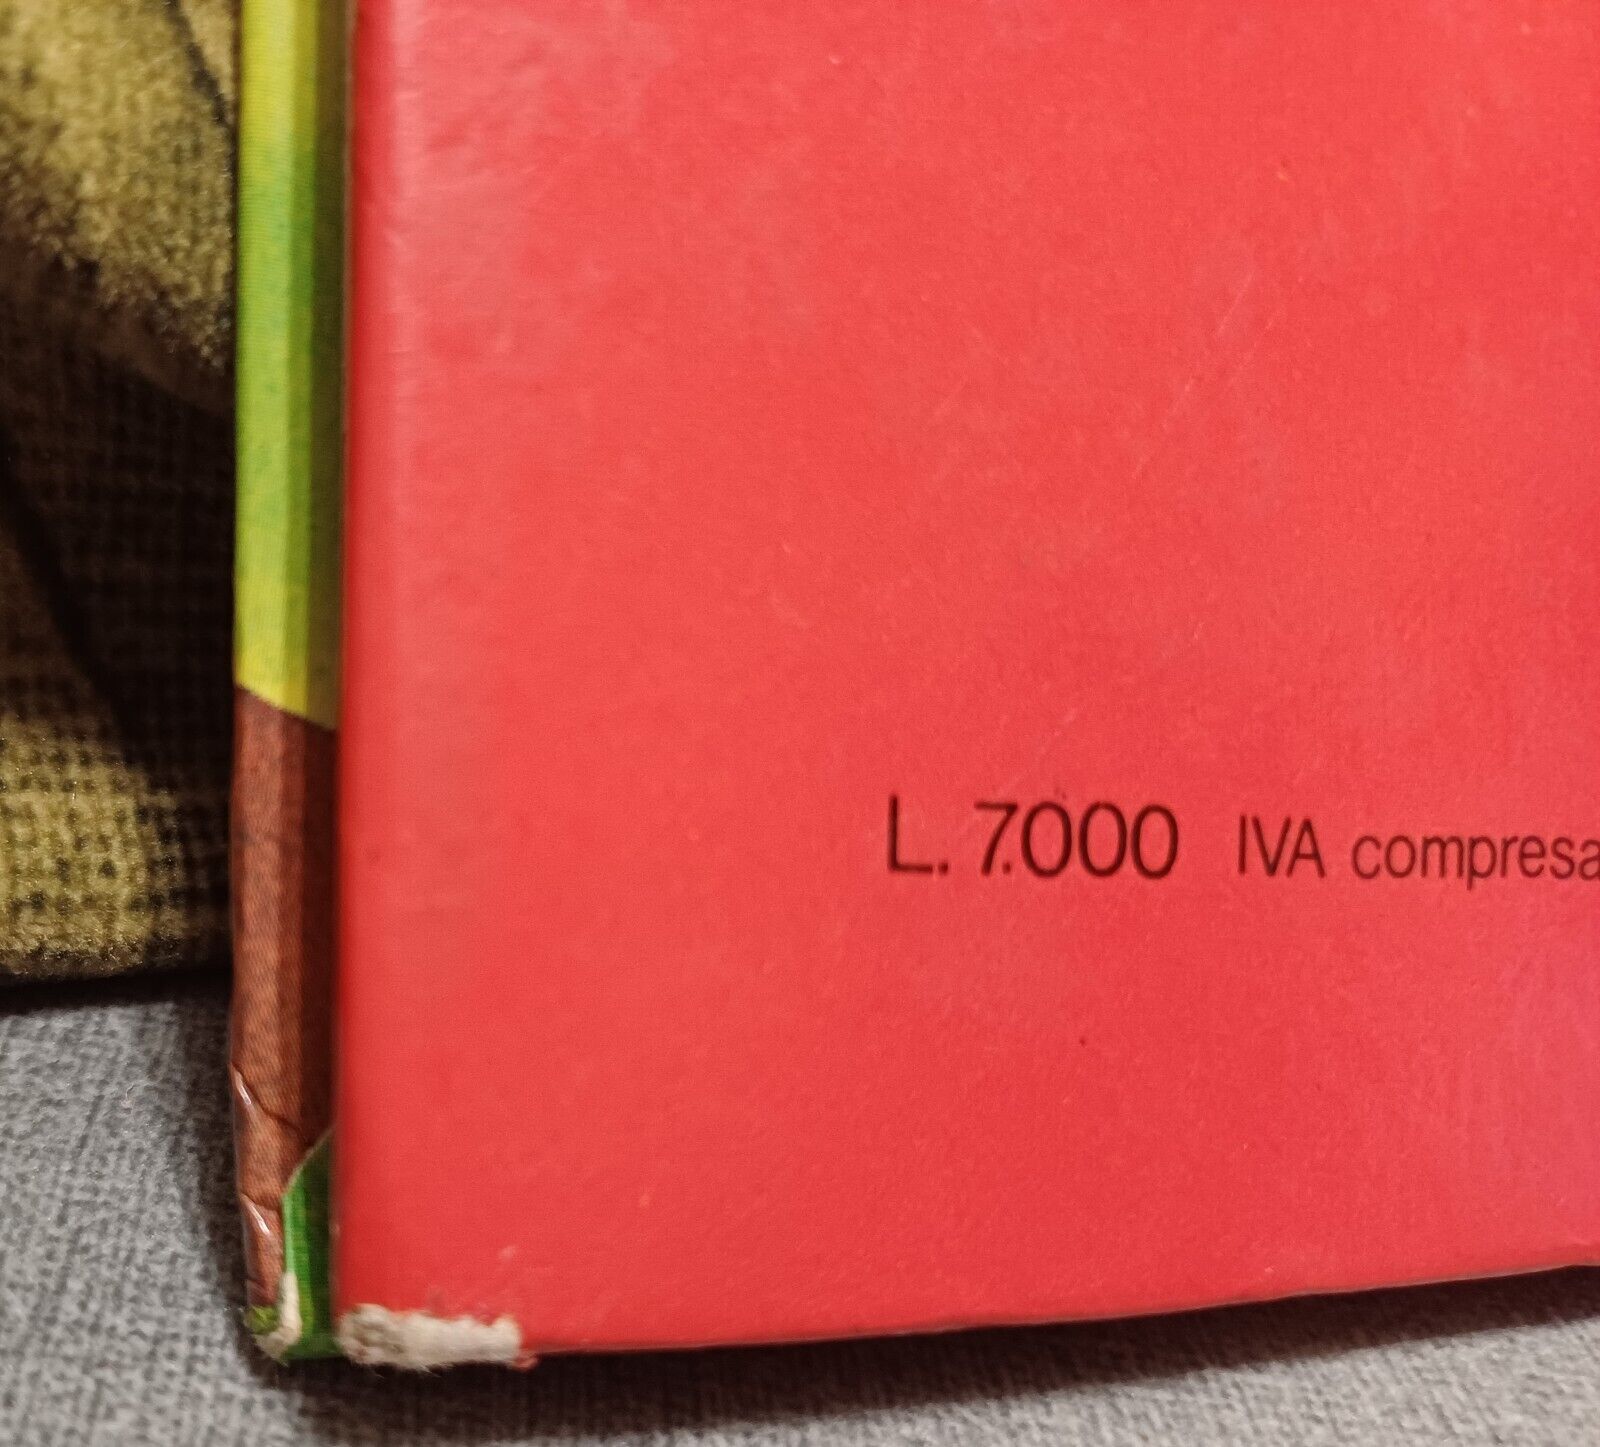 L. 7.000 IVA compresa